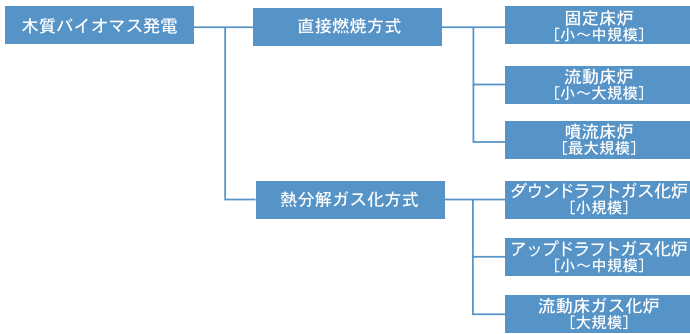 木質バイオマス発電
直接燃焼方式
固定床炉
［小～中規模］
流動床炉
［小～大規模］
噴流床炉
［最大規模］
熱分解ガス化方式
ダウンドラフトガス化炉
［小規模］
アップドラフトガス化炉
［小～中規模］
流動床ガス化炉
［大規模］